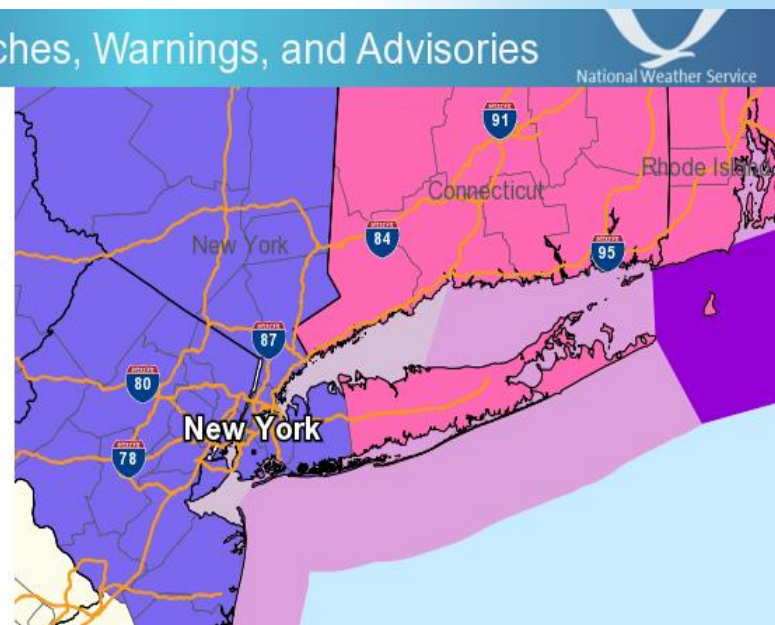 ches, Warnings, and Advisories
National Weather Service
91
Rhode Island
Connecticut
84
New York
95
87
80
New York
78